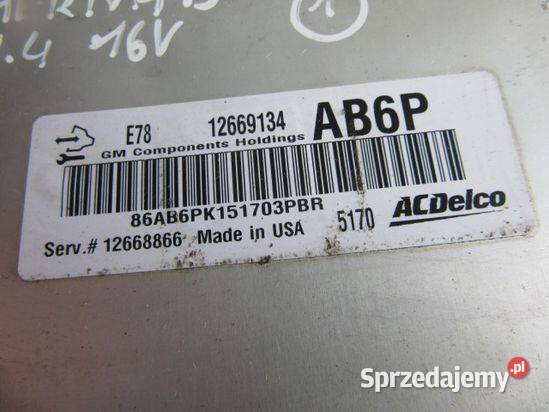 1
1.4 16V
E78 12669134 AB6P
GM Components Holdings
86AB6PK151703PBR
5170 ACDelco
Serv.# 12668866 Made in USA
Sprzedajemy.pl